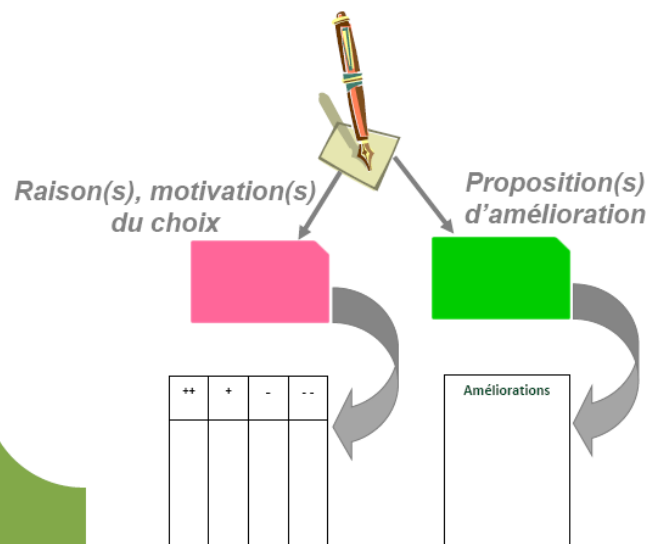 Raison(s), motivation(s)
du choix
Proposition(s)
d'amélioration
++ + - - -
Améliorations